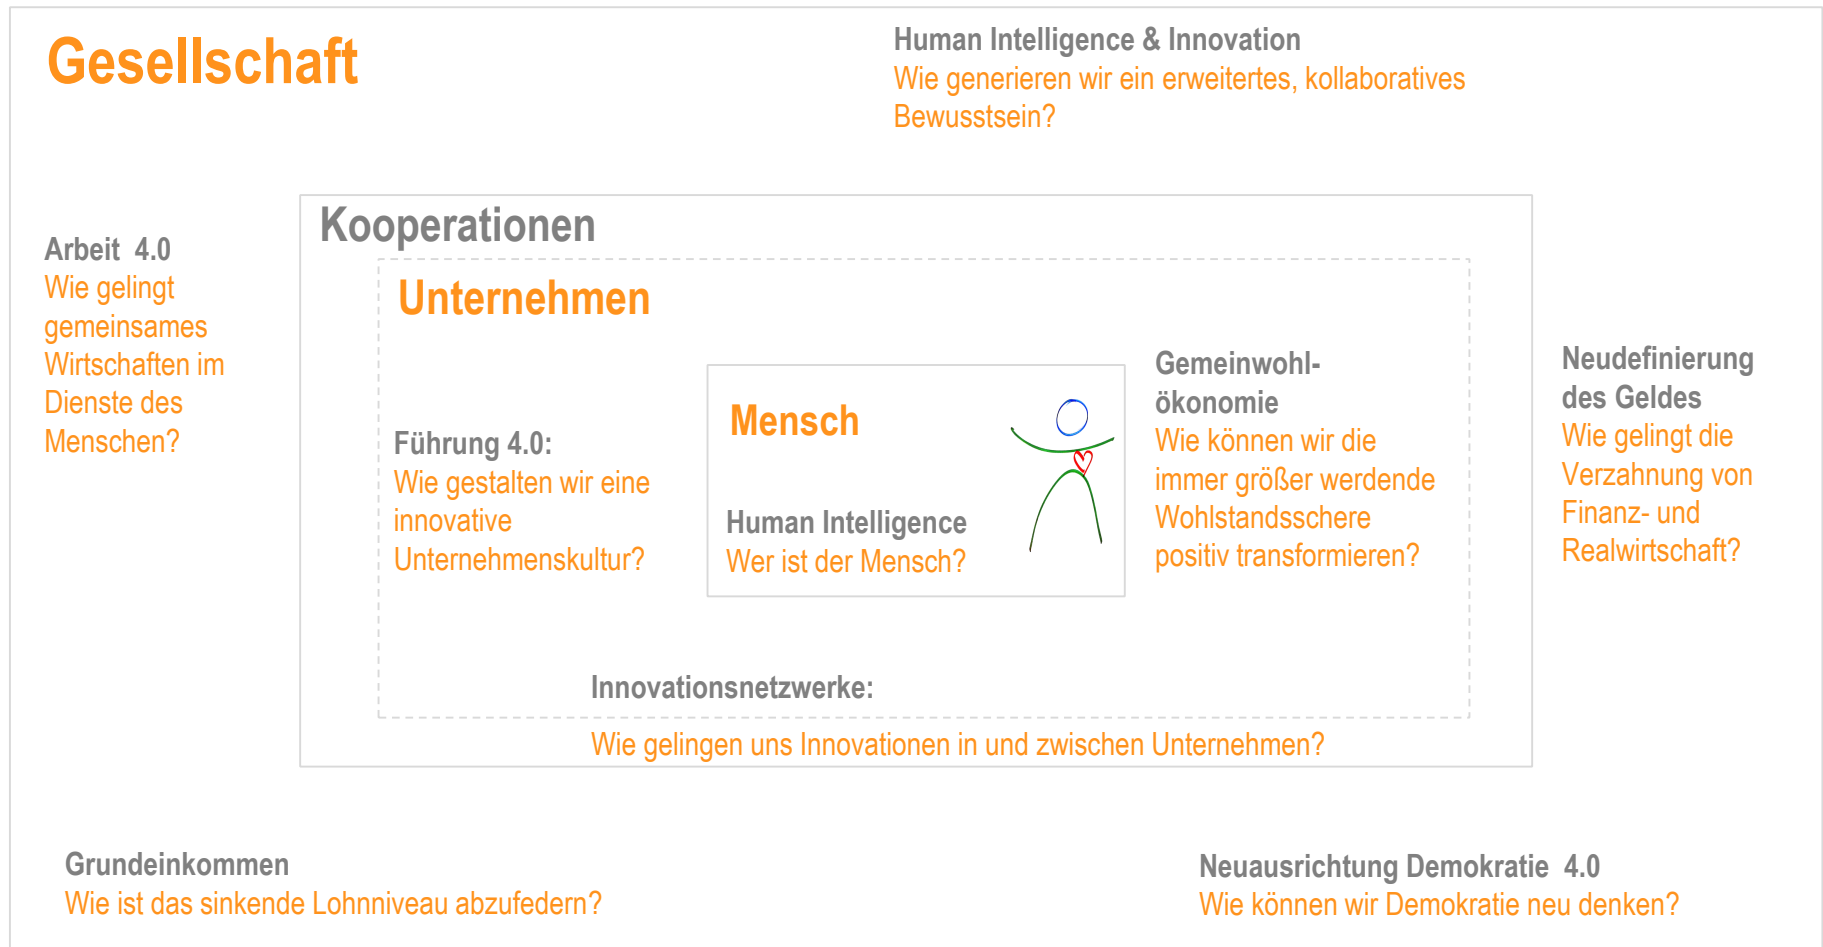 Gesellschaft
Human Intelligence & Innovation
Wie generieren wir ein erweitertes, kollaboratives
Bewusstsein?
Arbeit 4.0
Wie gelingt
gemeinsames
Wirtschaften im
Dienste des
Menschen?
Kooperationen
Unternehmen
Führung 4.0:
Wie gestalten wir eine
innovative
Unternehmenskultur?
Mensch
Human Intelligence
Wer ist der Mensch?
Gemeinwohl-
ökonomie
Wie können wir die
immer größer werdende
Wohlstandsschere
positiv transformieren?
Neudefinierung
des Geldes
Wie gelingt die
Verzahnung von
Finanz- und
Realwirtschaft?
Innovationsnetzwerke:
Wie gelingen uns Innovationen in und zwischen Unternehmen?
Grundeinkommen
Wie ist das sinkende Lohnniveau abzufedern?
Neuausrichtung Demokratie 4.0
Wie können wir Demokratie neu denken?